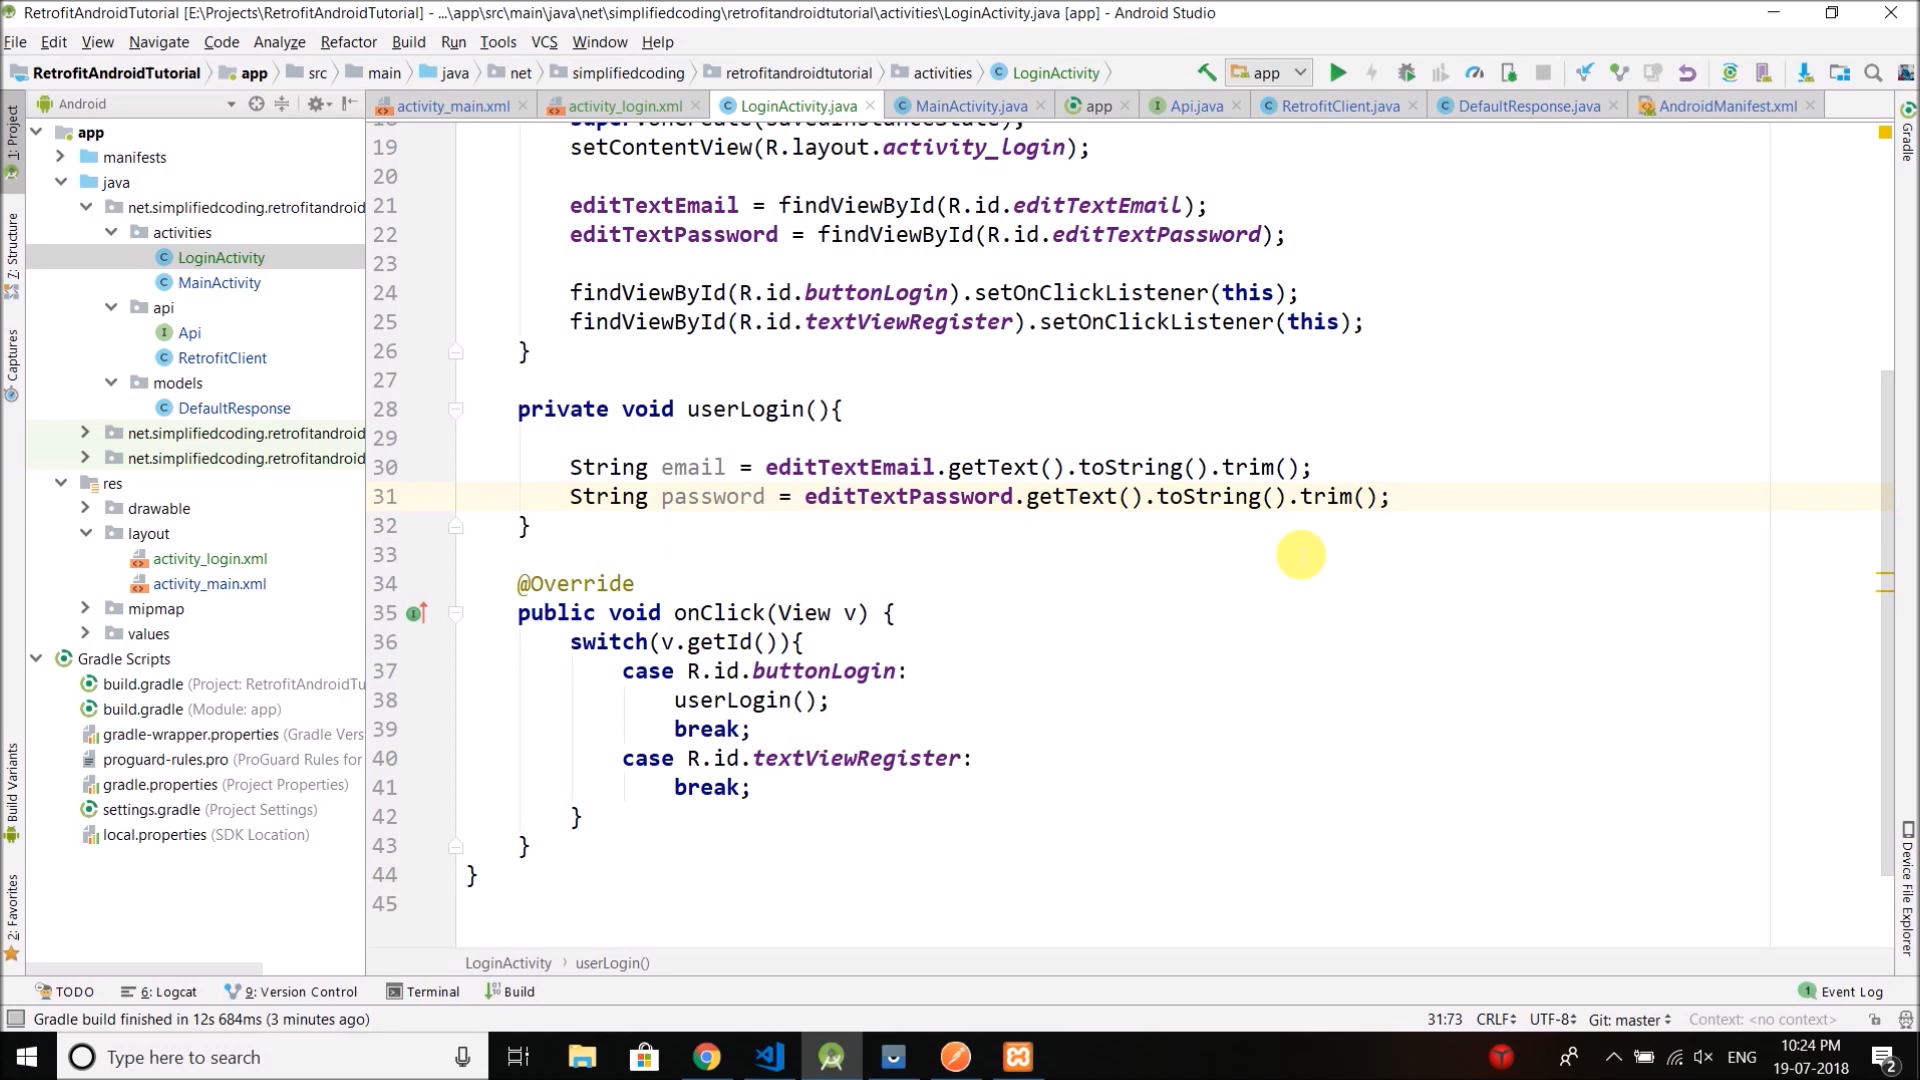 RetrofitAndroidTutorial [E:\Projects\RetrofitAndroidTutorial] - ...\app\src\main\java\net\simplifiedcoding\retrofitandroidtutorial\activities\LoginActivity.java [app] - Android Studio
File Edit View Navigate Code Analyze Refactor Build Run Tools VCS Window Help
RetrofitAndroidTutorial app src main java net simplifiedcoding retrofitandroidtutorial activities LoginActivity app
Android activity_main.xml activity_login.xml LoginActivity.java MainActivity.java app Api.java RetrofitClient.java DefaultResponse.java AndroidManifest.xml
1: Project
7: Structure
Captures
Build Variants
2: Favorites
app
manifests
java
net.simplifiedcoding.retrofitandroid
activities
LoginActivity
MainActivity
api
Api
RetrofitClient
models
DefaultResponse
net.simplifiedcoding.retrofitandroid
net.simplifiedcoding.retrofitandroid
res
drawable
layout
activity_login.xml
activity_main.xml
mipmap
values
Gradle Scripts
build.gradle (Project: RetrofitAndroidTu
build.gradle (Module: app)
gradle-wrapper.properties (Gradle Vers
proguard-rules.pro (ProGuard Rules for
gradle.properties (Project Properties)
settings.gradle (Project Settings)
local.properties (SDK Location)
18 super.onCreate(savedInstanceState);
19 setContentView(R.layout.activity_login);
20
21 editTextEmail = findViewById(R.id.editTextEmail);
22 editTextPassword = findViewById(R.id.editTextPassword);
23
24 findViewById(R.id.buttonLogin).setOnClickListener(this);
25 findViewById(R.id.textViewRegister).setOnClickListener(this);
26 }
27
28 private void userLogin(){
29
30 String email = editTextEmail.getText().toString().trim();
31 String password = editTextPassword.getText().toString().trim();
32 }
33
34 @Override
35 public void onClick(View v) {
36 switch(v.getId()){
37 case R.id.buttonLogin:
38 userLogin();
39 break;
40 case R.id.textViewRegister:
41 break;
42 }
43 }
44 }
45
LoginActivity userLogin()
Gradle
Device File Explorer
TODO 6: Logcat 9: Version Control Terminal Build 1 Event Log
Gradle build finished in 12s 684ms (3 minutes ago) 31:73 CRLF UTF-8 Git: master Context: <no context>
Type here to search ENG 10:24 PM
19-07-2018 2